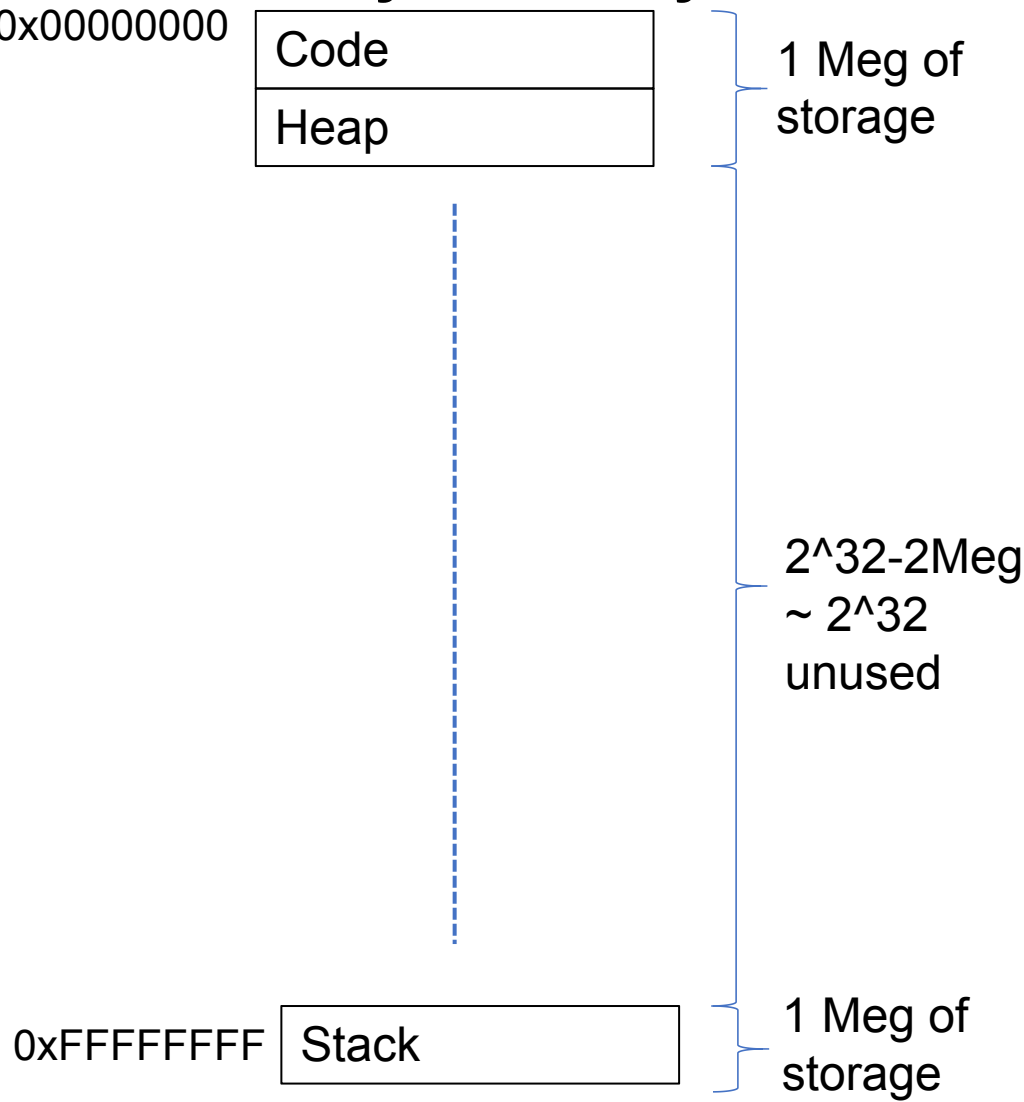 0x00000000
Code
Heap
1 Meg of
storage
2^32-2Meg
~ 2^32
unused
0xFFFFFFFF
Stack
1 Meg of
storage